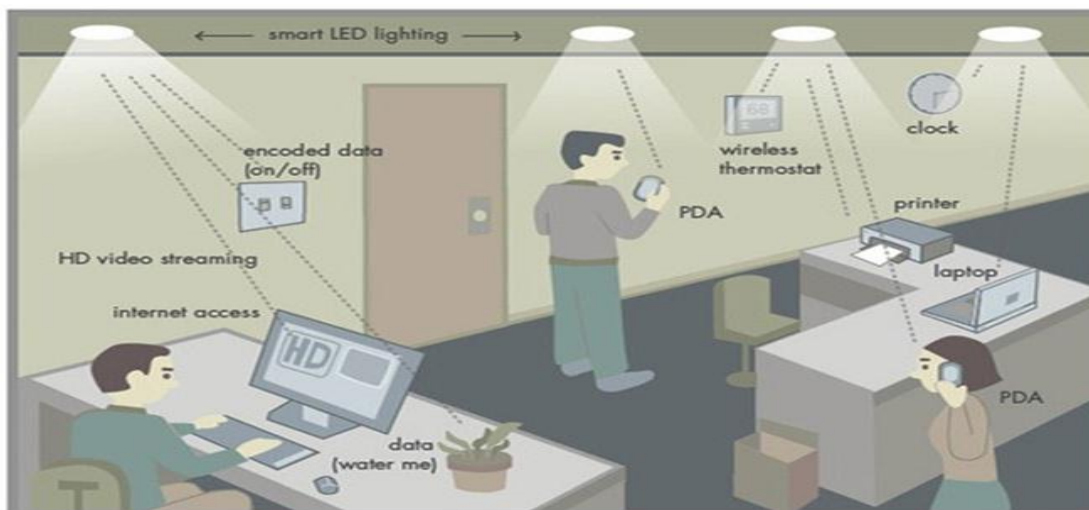 smart LED lighting
encoded data
(on/off)
68
wireless
thermostat
clock
PDA
printer
HD video streaming
laptop
internet access
HD
PDA
data
(water me)